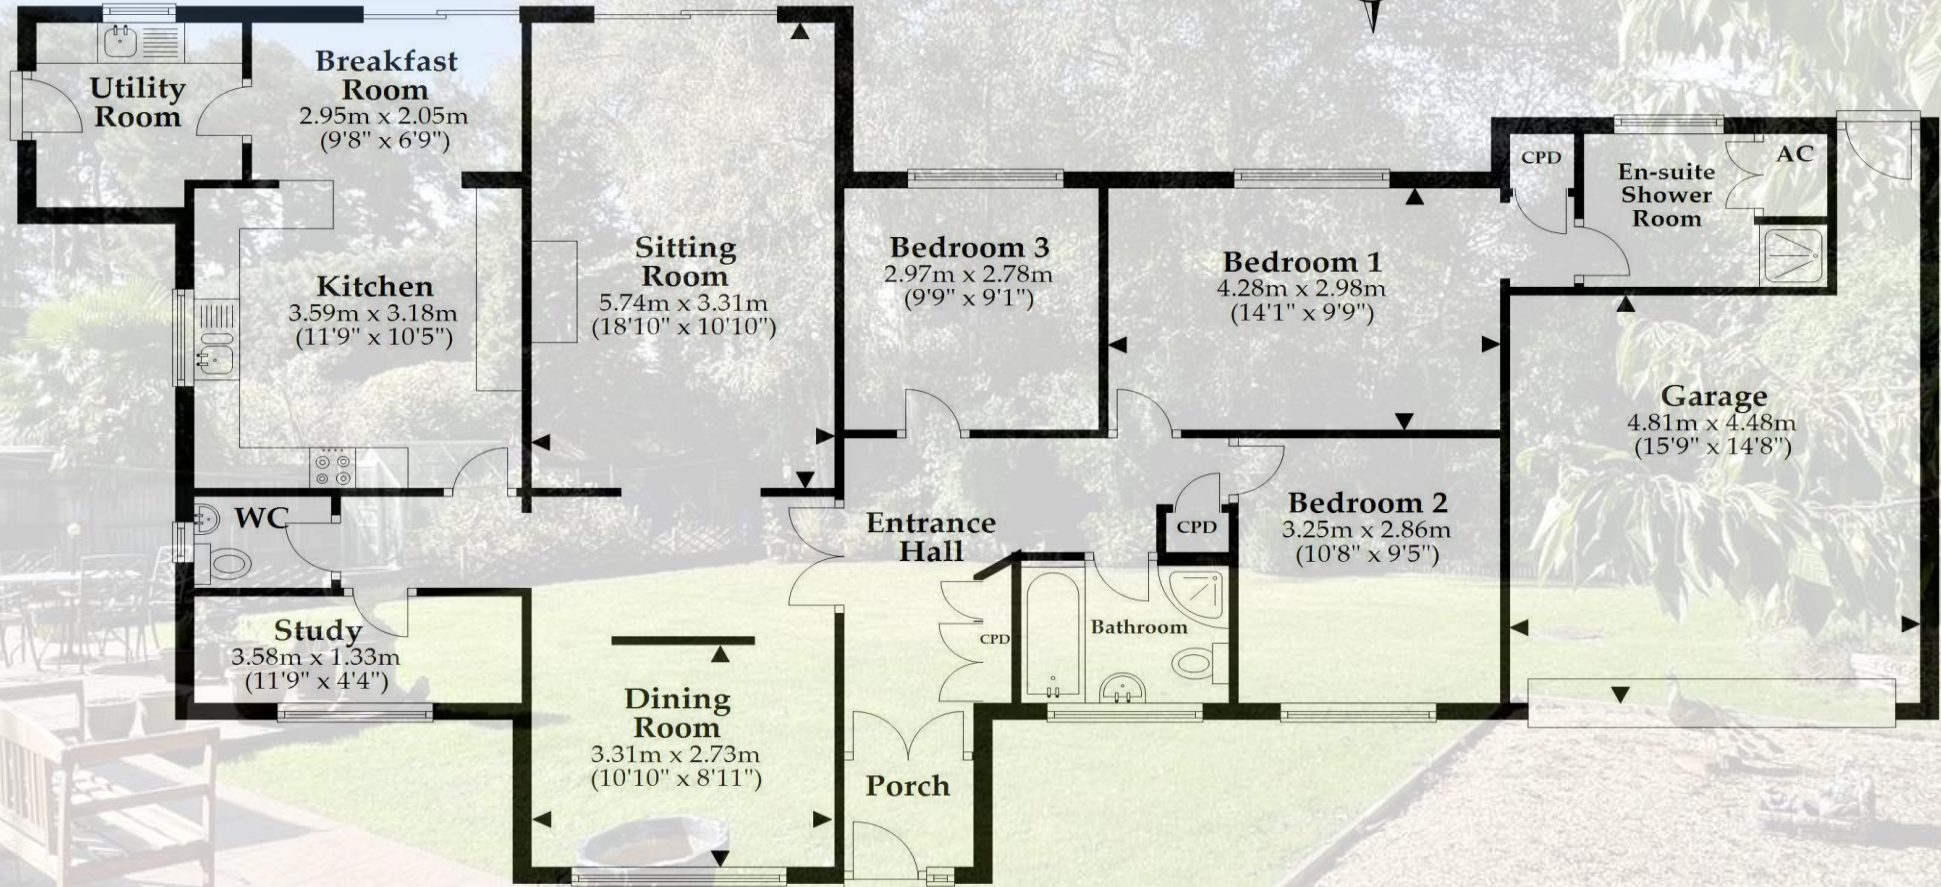 Utility
Room
Breakfast
Room
2.95m x 2.05m
(9'8" x 6'9")
Kitchen
3.59m x 3.18m
(11'9" x 10'5")
Sitting
Room
5.74m x 3.31m
(18'10" x 10'10")
Bedroom 3
2.97m x 2.78m
(9'9" x 9'1")
Bedroom 1
4.28m x 2.98m
(14'1" x 9'9")
CPD
En-suite
Shower
Room
AC
Garage
4.81m x 4.48m
(15'9" x 14'8")
WC
Entrance
Hall
CPD
Bedroom 2
3.25m x 2.86m
(10'8" x 9'5")
Study
3.58m x 1.33m
(11'9" x 4'4")
CPD
Bathroom
Dining
Room
3.31m x 2.73m
(10'10" x 8'11")
Porch